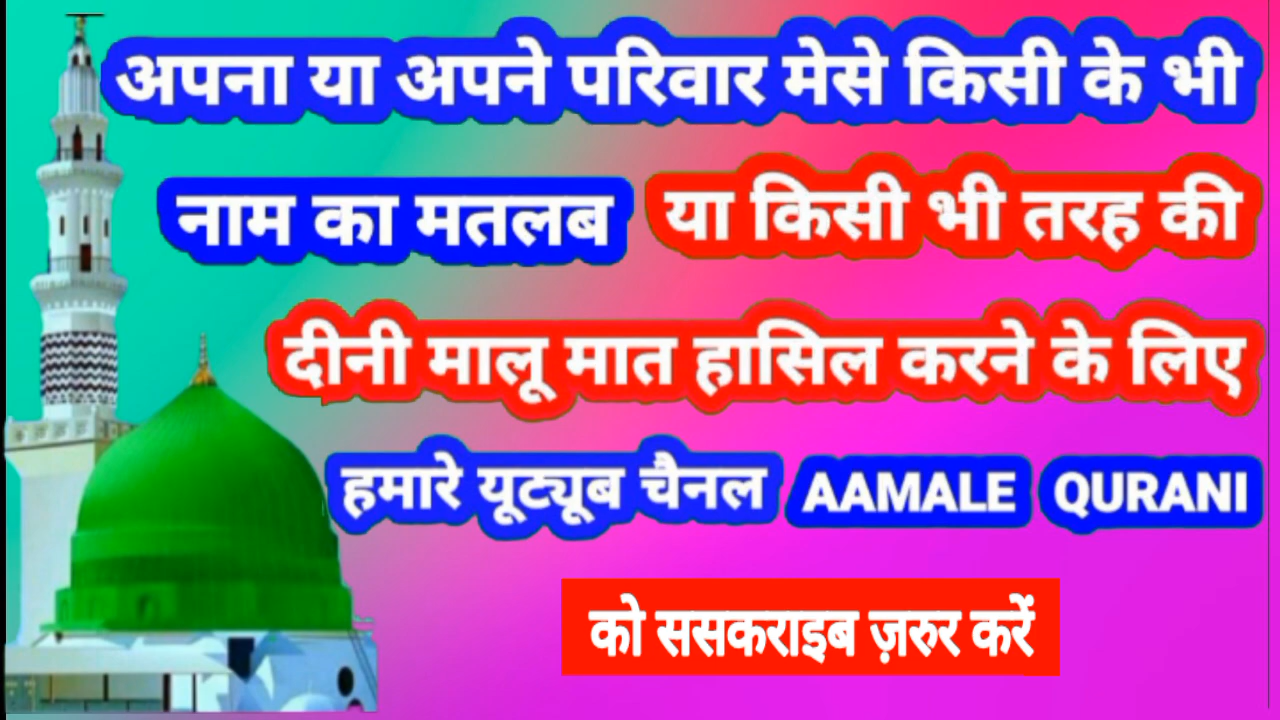 अपना या अपने परिवार मेसे किसी के भी
नाम का मतलब या किसी भी तरह की
दीनी मालू मात हासिल करने के लिए
हमारे यूट्यूब चैनल AAMALE QURANI
को ससकराइब ज़रुर करें